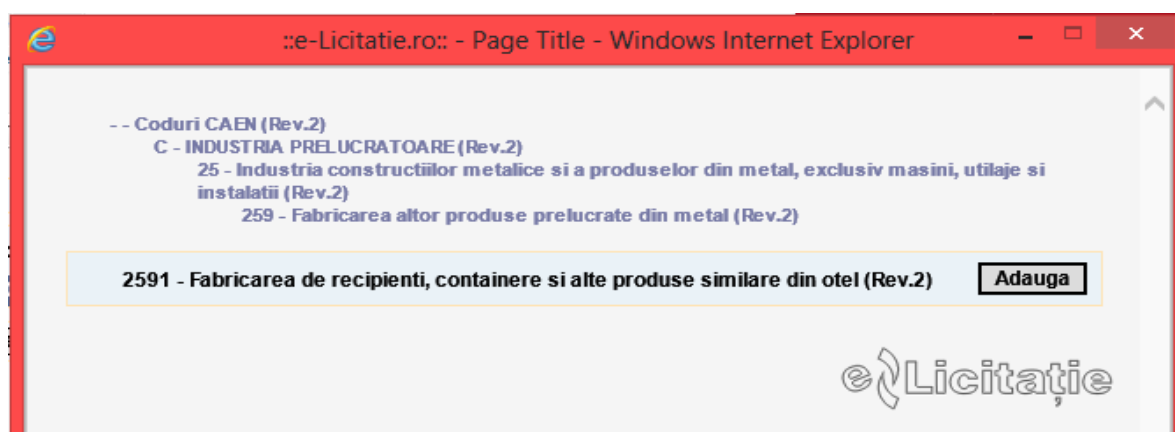 ::e-Licitatie.ro:: - Page Title - Windows Internet Explorer
- - Coduri CAEN (Rev.2)
C - INDUSTRIA PRELUCRATOARE (Rev.2)
25 - Industria constructiilor metalice si a produselor din metal, exclusiv masini, utilaje si
instalatii (Rev.2)
259 - Fabricarea altor produse prelucrate din metal (Rev.2)
2591 - Fabricarea de recipienti, containere si alte produse similare din otel (Rev.2) Adauga
e Licitaţie